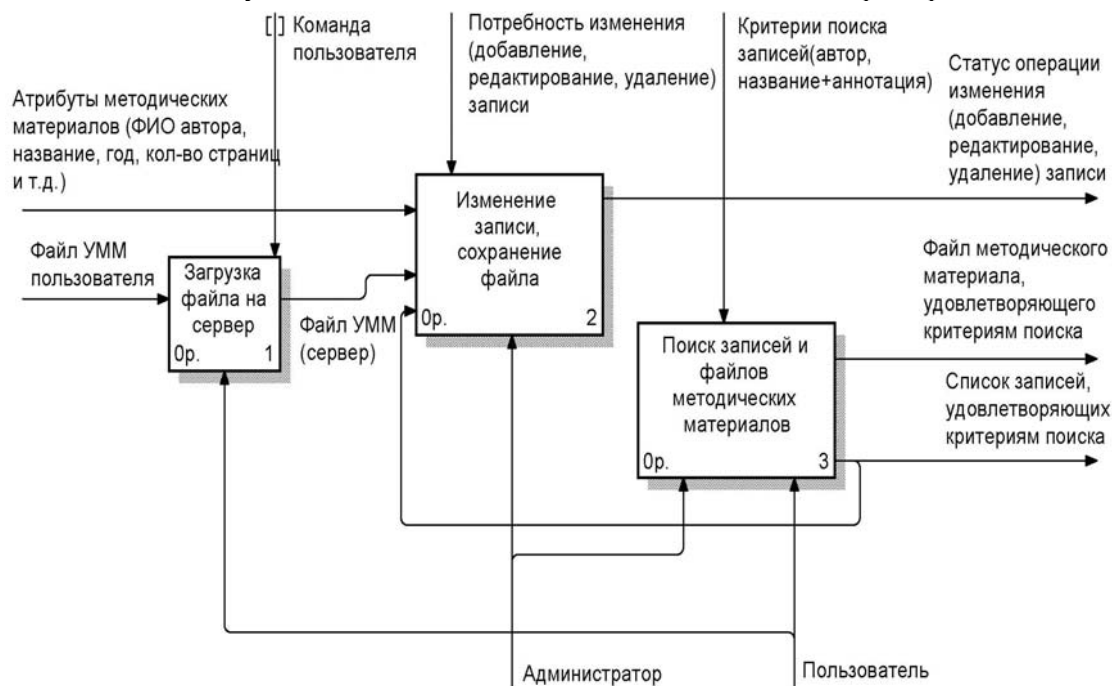 [ ] Команда
пользователя
Потребность изменения
(добавление,
редактирование, удаление)
записи
Критерии поиска
записей(автор,
название+аннотация)
Статус операции
изменения
(добавление,
редактирование,
удаление) записи
Атрибуты методических
материалов (ФИО автора,
название, год, кол-во страниц
и т.д.)
Файл УММ
пользователя
Загрузка
файла на
сервер
0р. 1
Файл УММ
(сервер)
Изменение
записи,
сохранение
файла
0р. 2
Поиск записей и
файлов
методических
материалов
0р. 3
Файл методического
материала,
удовлетворяющего
критериям поиска
Список записей,
удовлетворяющих
критериям поиска
Администратор
Пользователь